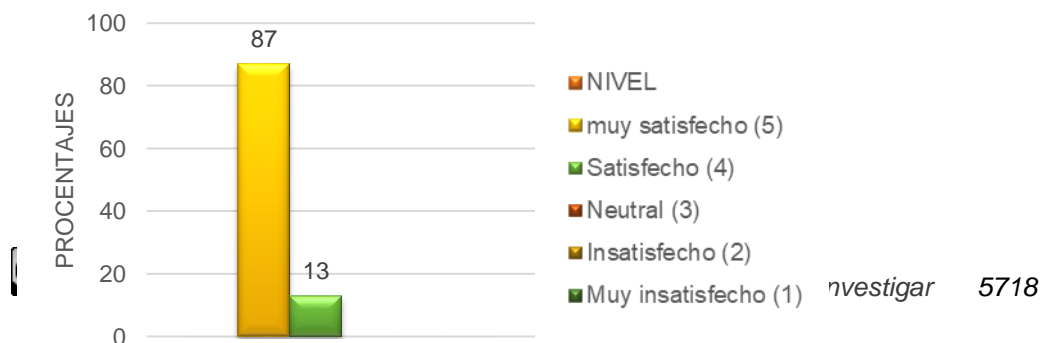 100
87
80
60
40
20
0
13
PROCENTAJES
NIVEL
muy satisfecho (5)
Satisfecho (4)
Neutral (3)
Insatisfecho (2)
Muy insatisfecho (1)
5718